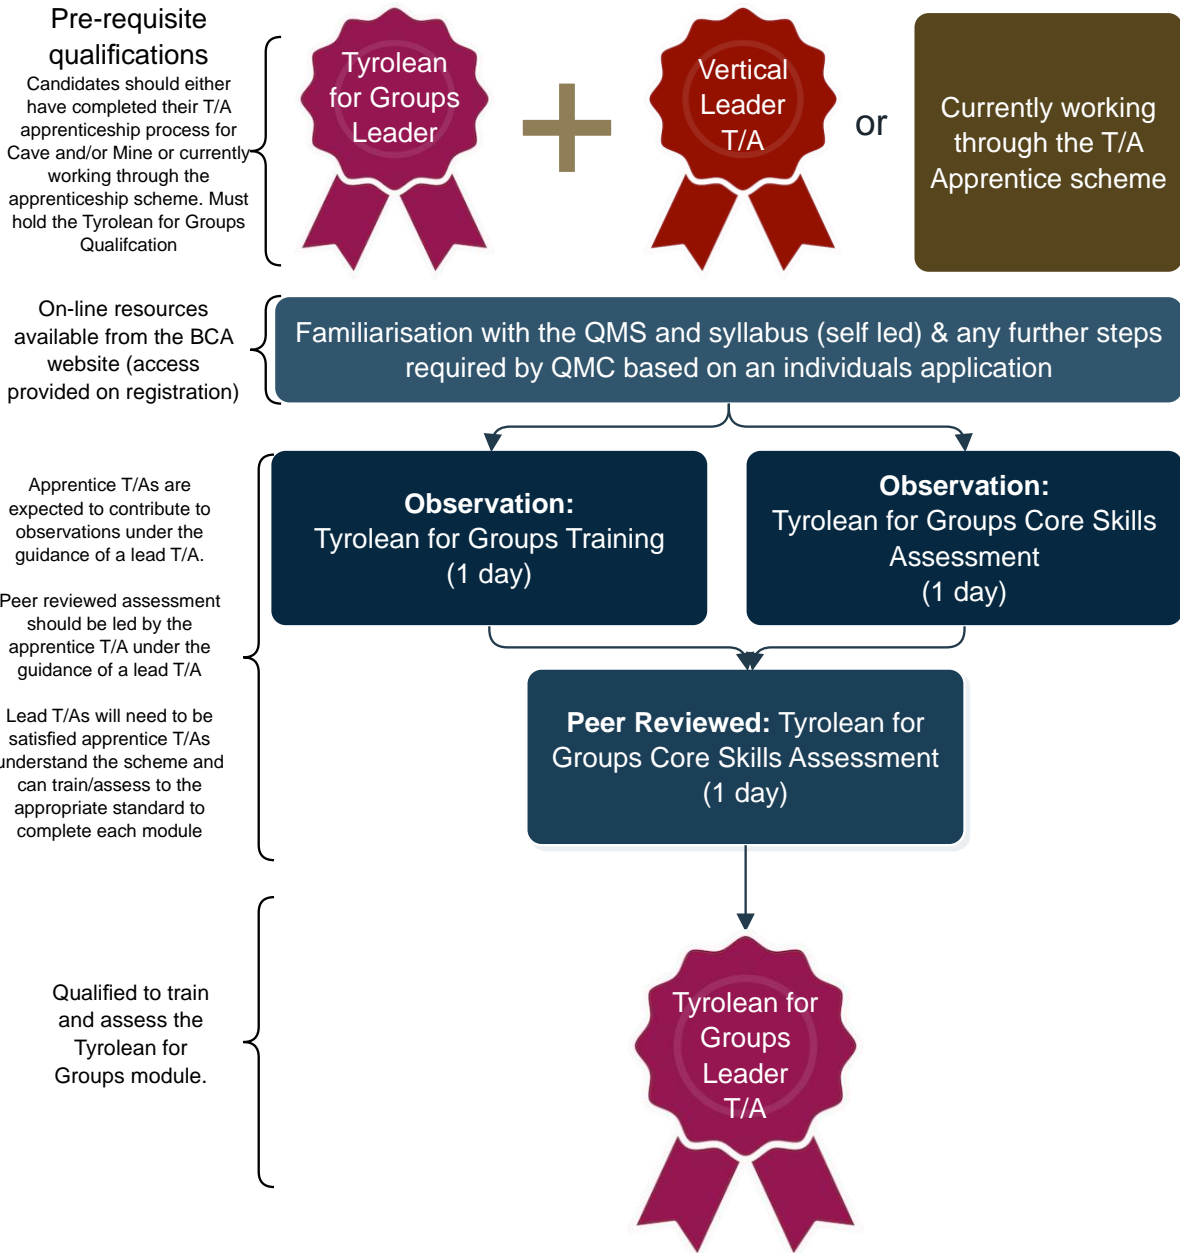 Pre-requisite
qualifications
Candidates should either
have completed their T/A
apprenticeship process for
Cave and/or Mine or currently
working through the
apprenticeship scheme. Must
hold the Tyrolean for Groups
Qualifcation
Tyrolean
for Groups
Leader
Vertical
Leader
T/A
or
Currently working
through the T/A
Apprentice scheme
On-line resources
available from the BCA
website (access
provided on registration)
Familiarisation with the QMS and syllabus (self led) & any further steps
required by QMC based on an individuals application
Apprentice T/As are
expected to contribute to
observations under the
guidance of a lead T/A.
Peer reviewed assessment
should be led by the
apprentice T/A under the
guidance of a lead T/A
Lead T/As will need to be
satisfied apprentice T/As
understand the scheme and
can train/assess to the
appropriate standard to
complete each module
Observation:
Tyrolean for Groups Training
(1 day)
Observation:
Tyrolean for Groups Core Skills
Assessment
(1 day)
Peer Reviewed: Tyrolean for
Groups Core Skills Assessment
(1 day)
Qualified to train
and assess the
Tyrolean for
Groups module.
Tyrolean for
Groups
Leader
T/A